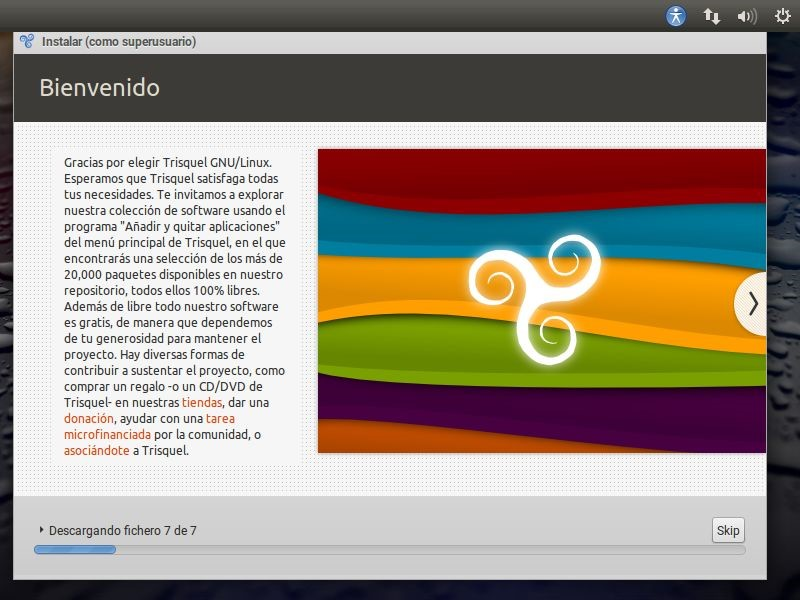 Instalar (como superusuario)
Bienvenido
Gracias por elegir Trisquel GNU/Linux.
Esperamos que Trisquel satisfaga todas
tus necesidades. Te invitamos a explorar
nuestra colección de software usando el
programa "Añadir y quitar aplicaciones"
del menú principal de Trisquel, en el que
encontrarás una selección de los más de
20,000 paquetes disponibles en nuestro
repositorio, todos ellos 100% libres.
Además de libre todo nuestro software
es gratis, de manera que dependemos
de tu generosidad para mantener el
proyecto. Hay diversas formas de
contribuir a sustentar el proyecto, como
comprar un regalo -o un CD/DVD de
Trisquel- en nuestras tiendas, dar una
donación, ayudar con una tarea
microfinanciada por la comunidad, o
asociándote a Trisquel.
Descargando fichero 7 de 7
Skip